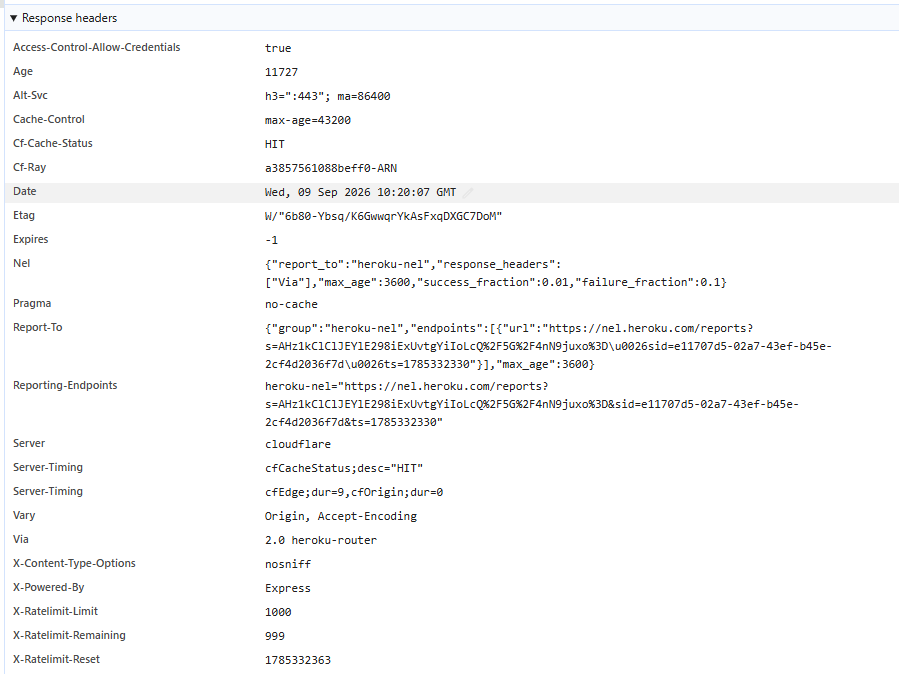 ▼ Response headers
Access-Control-Allow-Credentials true
Age 11727
Alt-Svc h3=":443"; ma=86400
Cache-Control max-age=43200
Cf-Cache-Status HIT
Cf-Ray a3857561088beff0-ARN
Date Wed, 09 Sep 2026 10:20:07 GMT
Etag W/"6b80-Ybsq/K6GwwqrYkAsFxqDXGC7DoM"
Expires -1
Nel {"report_to":"heroku-nel","response_headers":
["Via"],"max_age":3600,"success_fraction":0.01,"failure_fraction":0.1}
Pragma no-cache
Report-To {"group":"heroku-nel","endpoints":[{"url":"https://nel.heroku.com/reports?
s=AHz1kClClJEYlE298iExUvtgYiIoLcQ%2F5G%2F4nN9juxo%3D\u0026sid=e11707d5-02a7-43ef-b45e-
2cf4d2036f7d\u0026ts=1785332330"}],"max_age":3600}
Reporting-Endpoints heroku-nel="https://nel.heroku.com/reports?
s=AHz1kClClJEYlE298iExUvtgYiIoLcQ%2F5G%2F4nN9juxo%3D&sid=e11707d5-02a7-43ef-b45e-
2cf4d2036f7d&ts=1785332330"
Server cloudflare
Server-Timing cfCacheStatus;desc="HIT"
Server-Timing cfEdge;dur=9,cfOrigin;dur=0
Vary Origin, Accept-Encoding
Via 2.0 heroku-router
X-Content-Type-Options nosniff
X-Powered-By Express
X-Ratelimit-Limit 1000
X-Ratelimit-Remaining 999
X-Ratelimit-Reset 1785332363